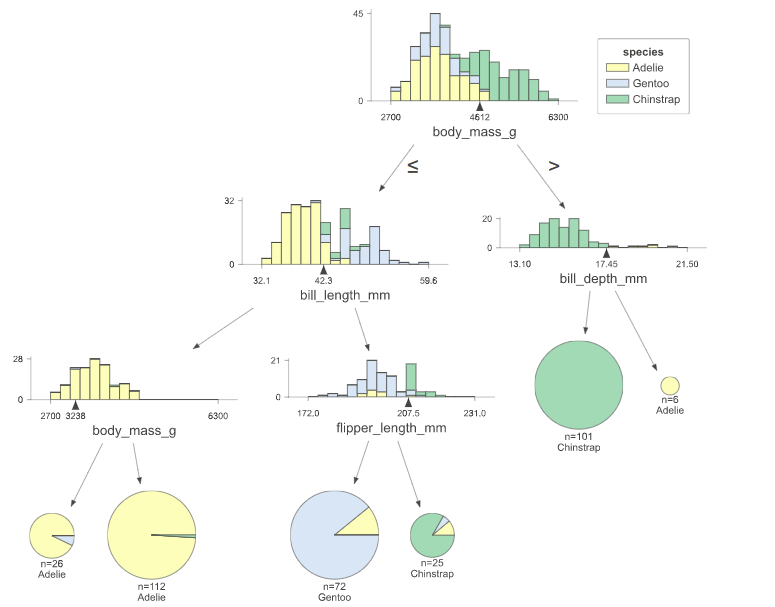 45
0
2700
4612
6300
body_mass_g
species
Adelie
Gentoo
Chinstrap
≤
>
32
0
32.1
42.3
59.6
bill_length_mm
20
0
13.10
17.45
21.50
bill_depth_mm
28
0
2700
3238
6300
body_mass_g
21
0
172.0
207.5
231.0
flipper_length_mm
n=101
Chinstrap
n=6
Adelie
n=26
Adelie
n=112
Adelie
n=72
Gentoo
n=25
Chinstrap